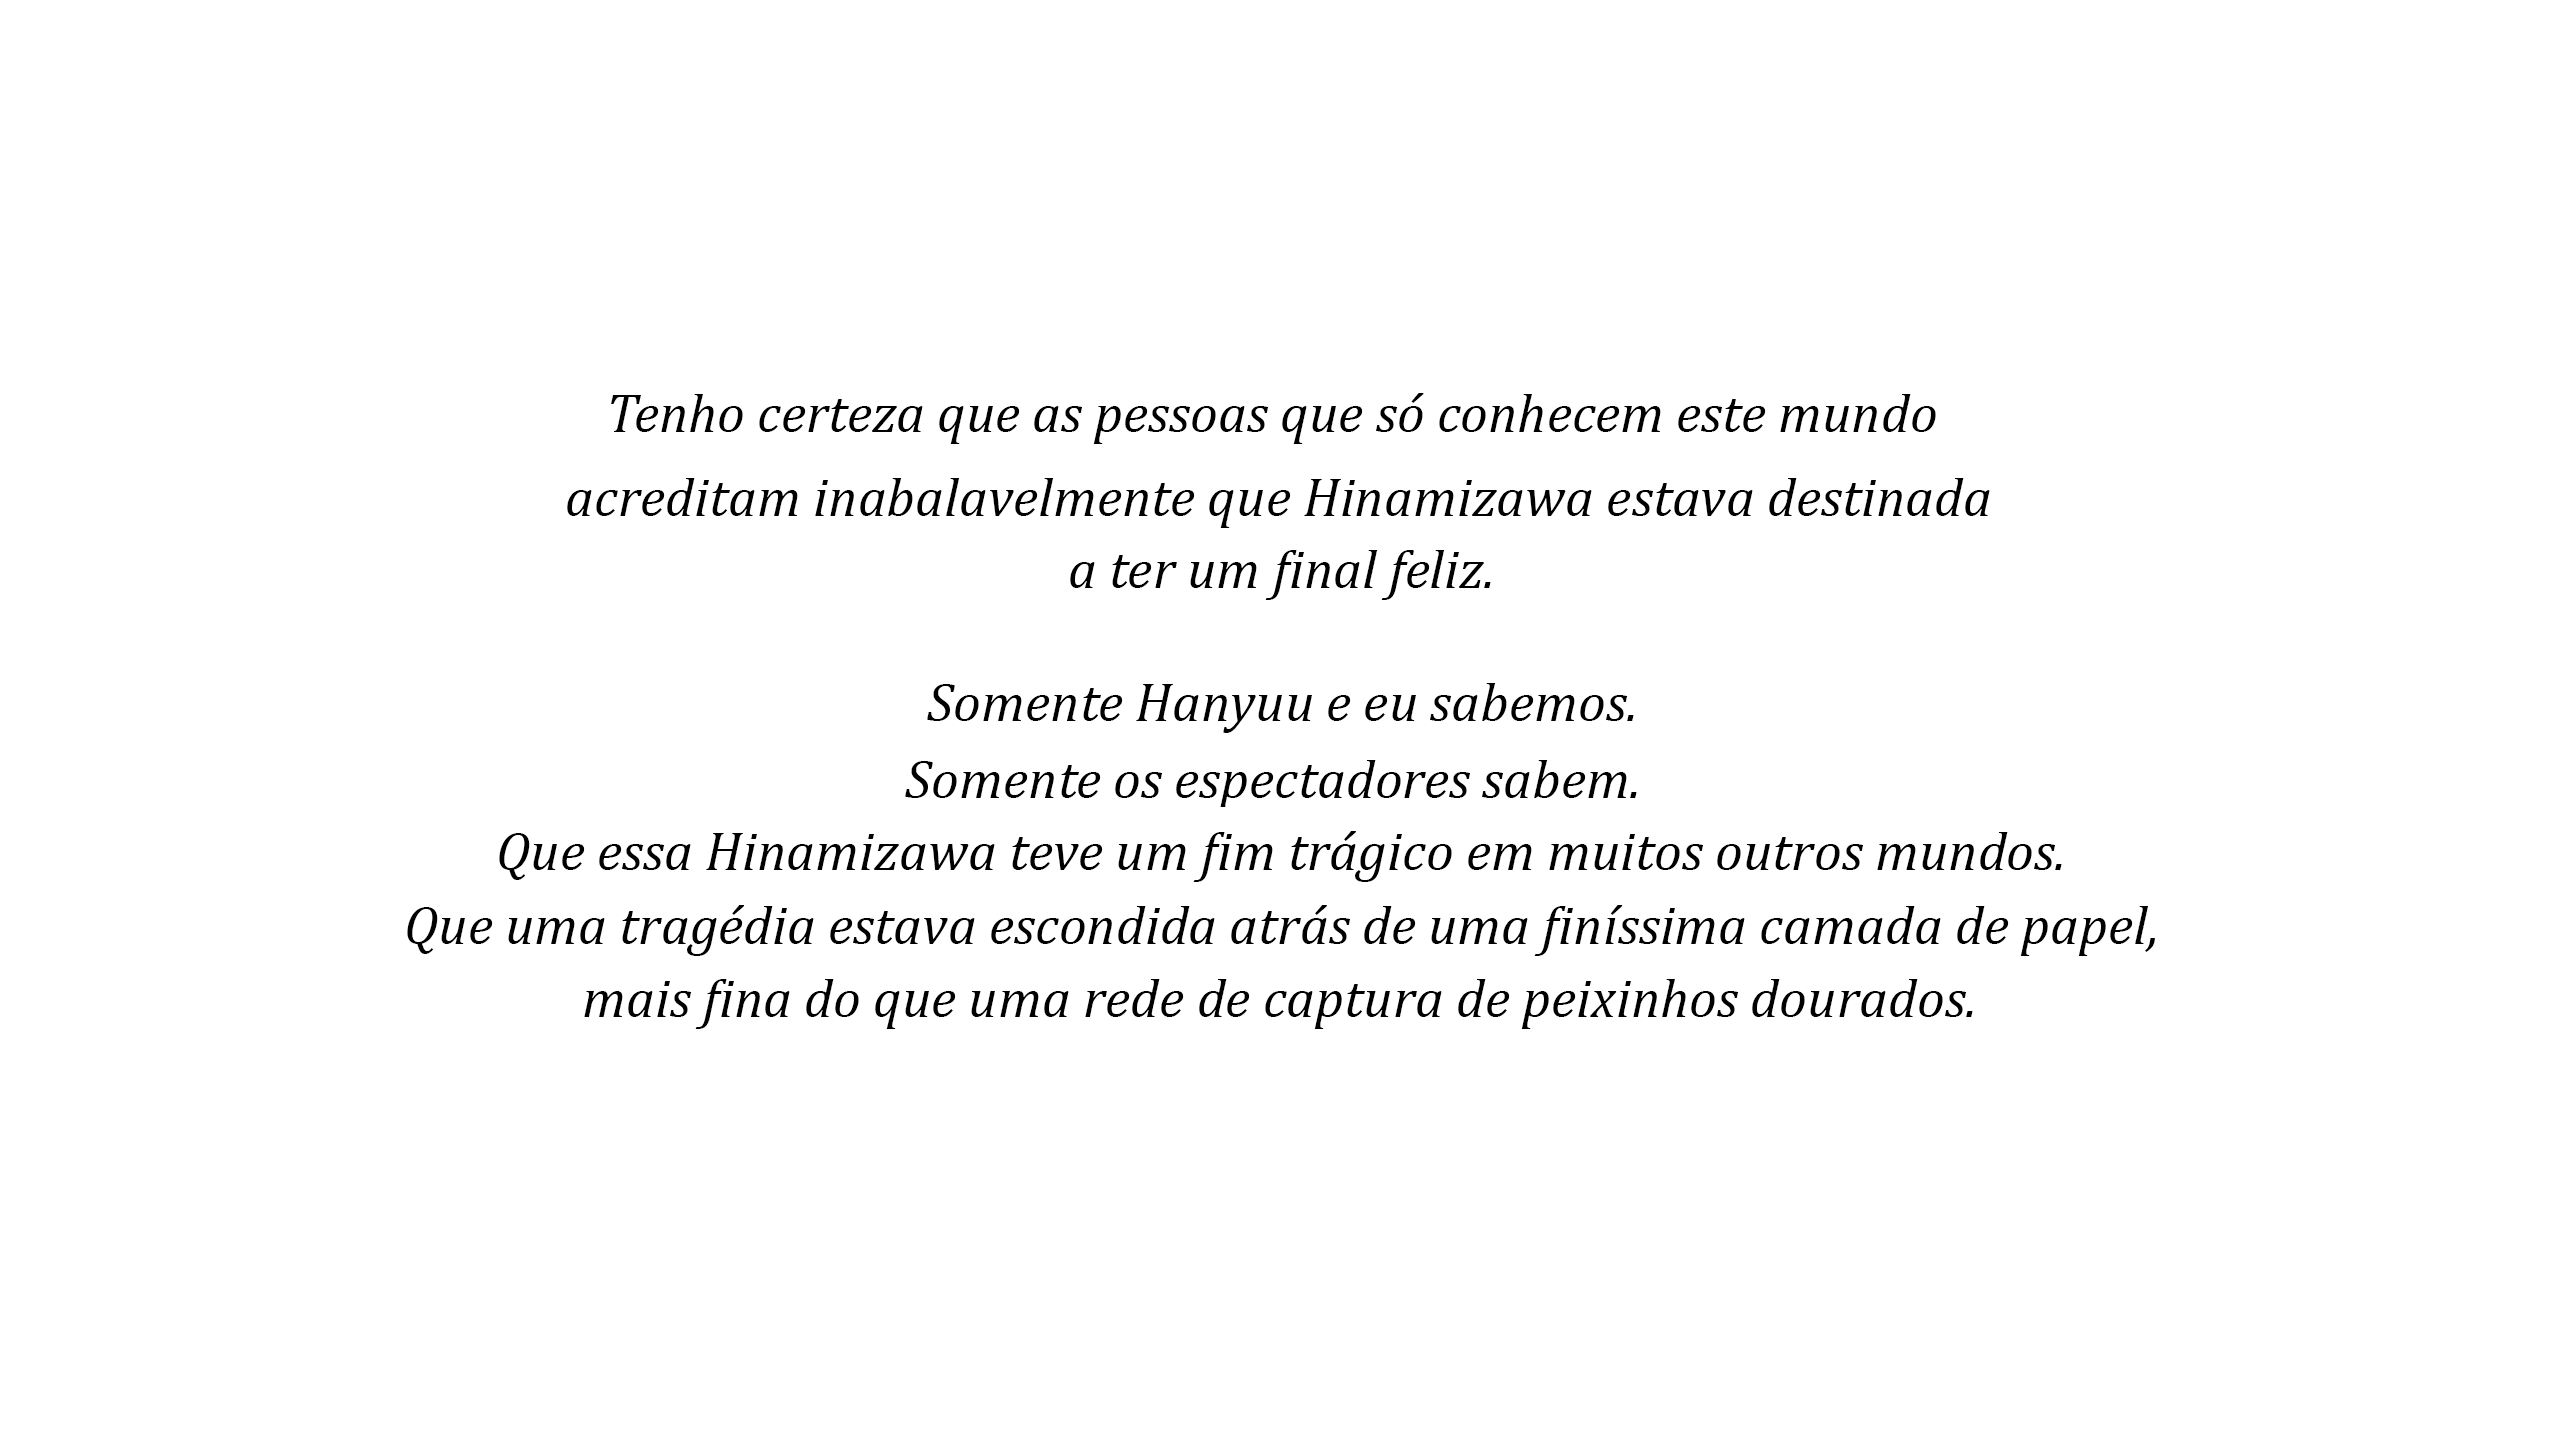 Tenho certeza que as pessoas que só conhecem este mundo
acreditam inabalavelmente que Hinamizawa estava destinada
a ter um final feliz.
Somente Hanyuu e eu sabemos.
Somente os espectadores sabem.
Que essa Hinamizawa teve um fim trágico em muitos outros mundos.
Que uma tragédia estava escondida atrás de uma finíssima camada de papel,
mais fina do que uma rede de captura de peixinhos dourados.